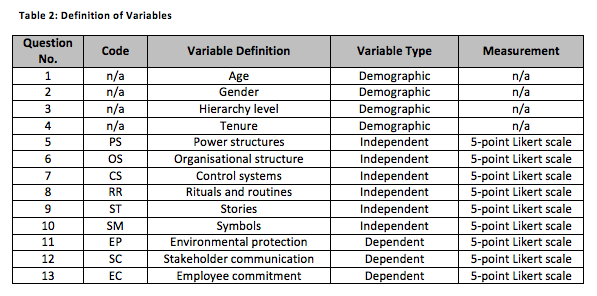 Table 2: Definition of Variables
Question No. Code Variable Definition Variable Type Measurement
1 n/a Age Demographic n/a
2 n/a Gender Demographic n/a
3 n/a Hierarchy level Demographic n/a
4 n/a Tenure Demographic n/a
5 PS Power structures Independent 5-point Likert scale
6 OS Organisational structure Independent 5-point Likert scale
7 CS Control systems Independent 5-point Likert scale
8 RR Rituals and routines Independent 5-point Likert scale
9 ST Stories Independent 5-point Likert scale
10 SM Symbols Independent 5-point Likert scale
11 EP Environmental protection Dependent 5-point Likert scale
12 SC Stakeholder communication Dependent 5-point Likert scale
13 EC Employee commitment Dependent 5-point Likert scale